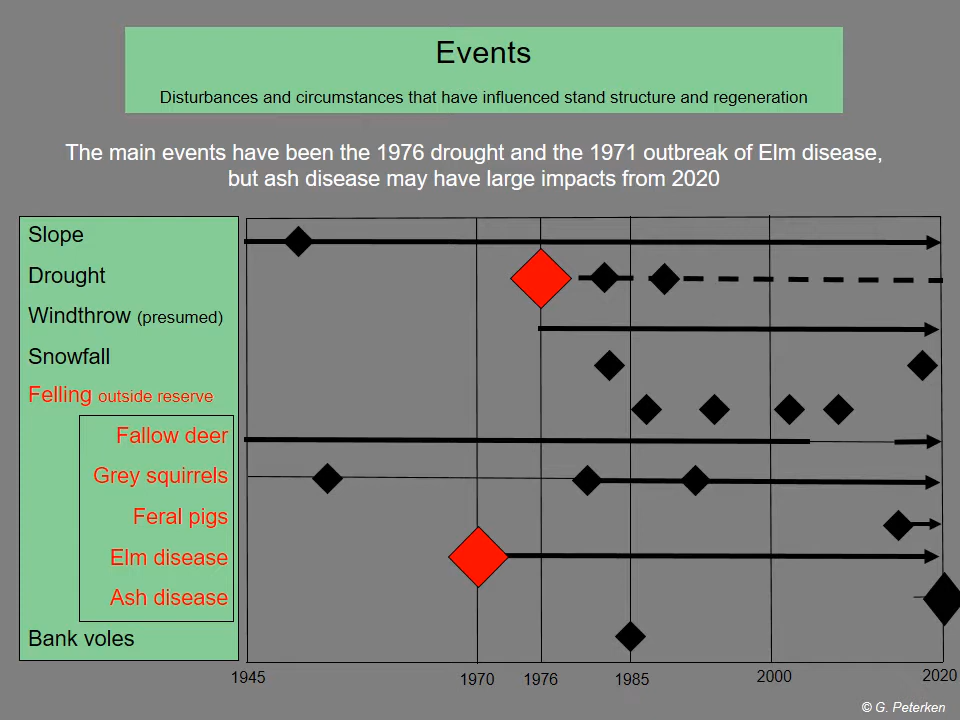 Events
Disturbances and circumstances that have influenced stand structure and regeneration
The main events have been the 1976 drought and the 1971 outbreak of Elm disease,
but ash disease may have large impacts from 2020
Slope
Drought
Windthrow (presumed)
Snowfall
Felling outside reserve
Fallow deer
Grey squirrels
Feral pigs
Elm disease
Ash disease
Bank voles
1945 1970 1976 1985 2000 2020
© G. Peterken